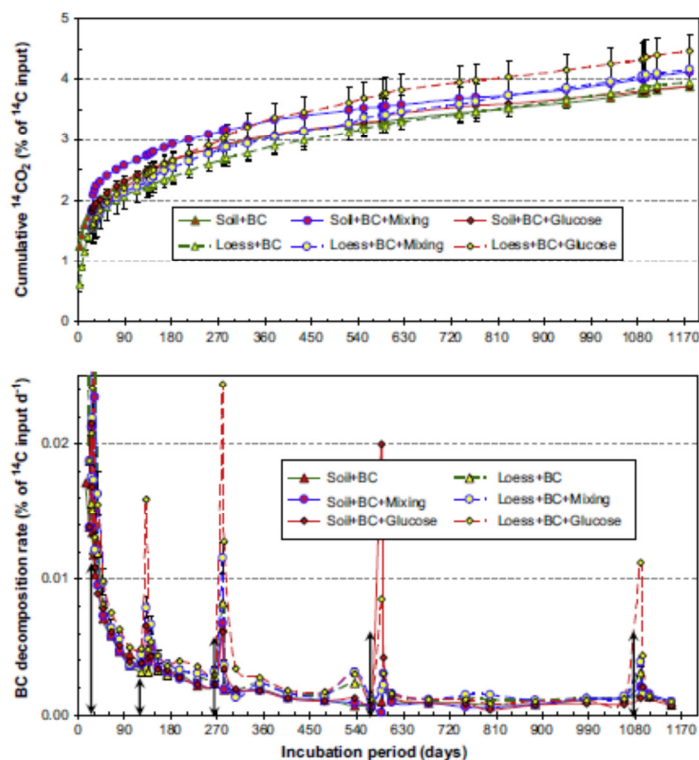 5
4
3
2
1
0
Cumulative ¹⁴CO₂ (% of ¹⁴C input)
Soil+BC Soil+BC+Mixing Soil+BC+Glucose
Loess+BC Loess+BC+Mixing Loess+BC+Glucose
0 90 180 270 360 450 540 630 720 810 900 990 1080 1170
0.02
0.01
0.00
BC decomposition rate (% of ¹⁴C input d⁻¹)
Soil+BC Loess+BC
Soil+BC+Mixing Loess+BC+Mixing
Soil+BC+Glucose Loess+BC+Glucose
0 90 180 270 360 450 540 630 720 810 900 990 1080 1170
Incubation period (days)